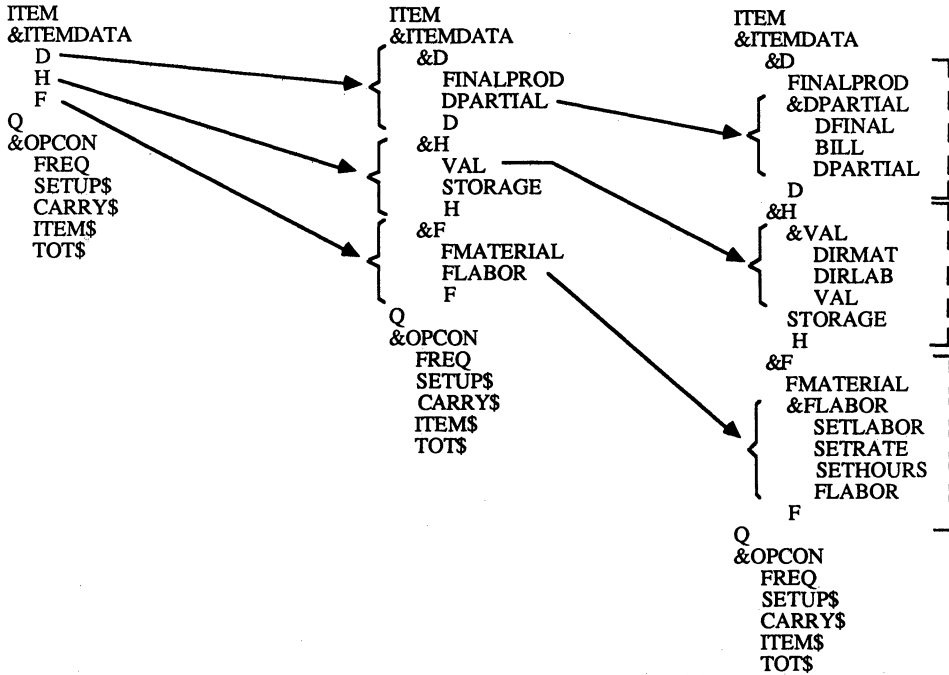 ITEM
&ITEMDATA
D
H
F
Q
&OPCON
FREQ
SETUP$
CARRY$
ITEM$
TOT$
ITEM
&ITEMDATA
&D
FINALPROD
DPARTIAL
D
&H
VAL
STORAGE
H
&F
FMATERIAL
FLABOR
F
Q
&OPCON
FREQ
SETUP$
CARRY$
ITEM$
TOT$
ITEM
&ITEMDATA
&D
FINALPROD
&DPARTIAL
DFINAL
BILL
DPARTIAL
D
&H
&VAL
DIRMAT
DIRLAB
VAL
STORAGE
H
&F
FMATERIAL
&FLABOR
SETLABOR
SETRATE
SETHOURS
FLABOR
F
Q
&OPCON
FREQ
SETUP$
CARRY$
ITEM$
TOT$